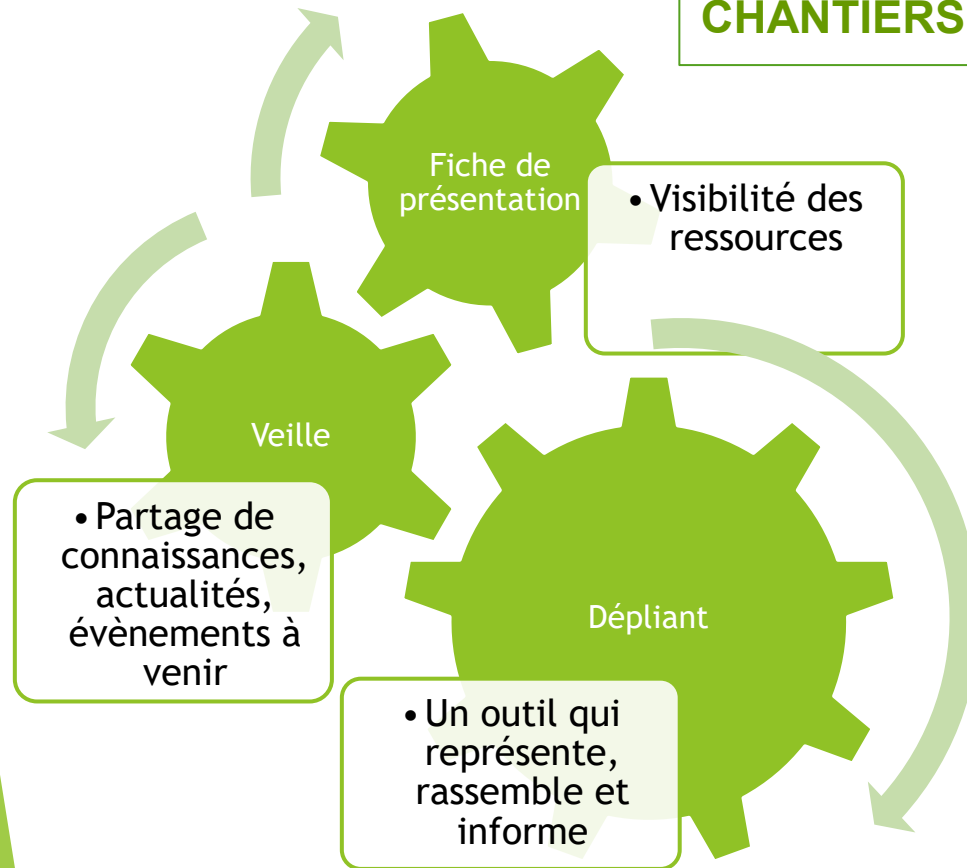 CHANTIERS
Fiche de
présentation
• Visibilité des
ressources
Veille
• Partage de
connaissances,
actualités,
évènements à
venir
Dépliant
• Un outil qui
représente,
rassemble et
informe